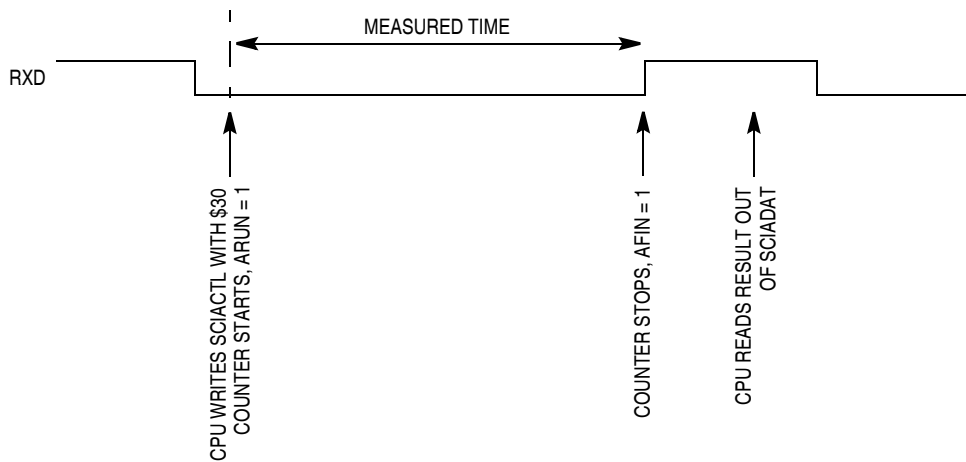 MEASURED TIME
RXD
CPU WRITES SCIACTL WITH $30
COUNTER STARTS, ARUN = 1
COUNTER STOPS, AFIN = 1
CPU READS RESULT OUT
OF SCIADAT